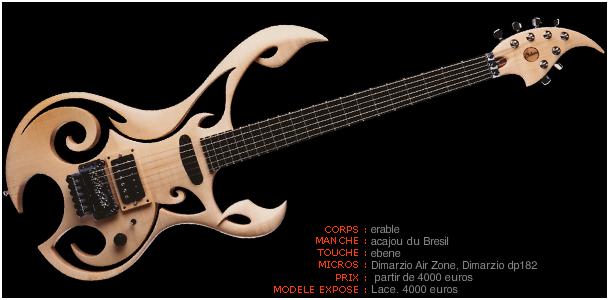 CORPS : erable
MANCHE : acajou du Bresil
TOUCHE : ebene
MICROS : Dimarzio Air Zone, Dimarzio dp182
PRIX : partir de 4000 euros
MODELE EXPOSE : Lace. 4000 euros